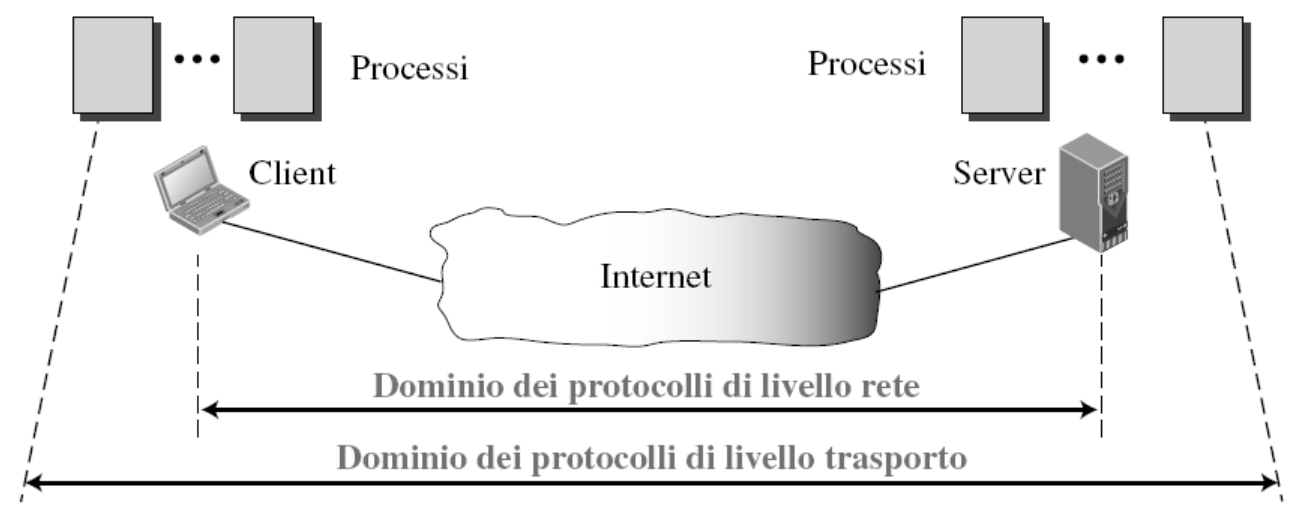 Processi
Processi
Client
Server
Internet
Dominio dei protocolli di livello rete
Dominio dei protocolli di livello trasporto